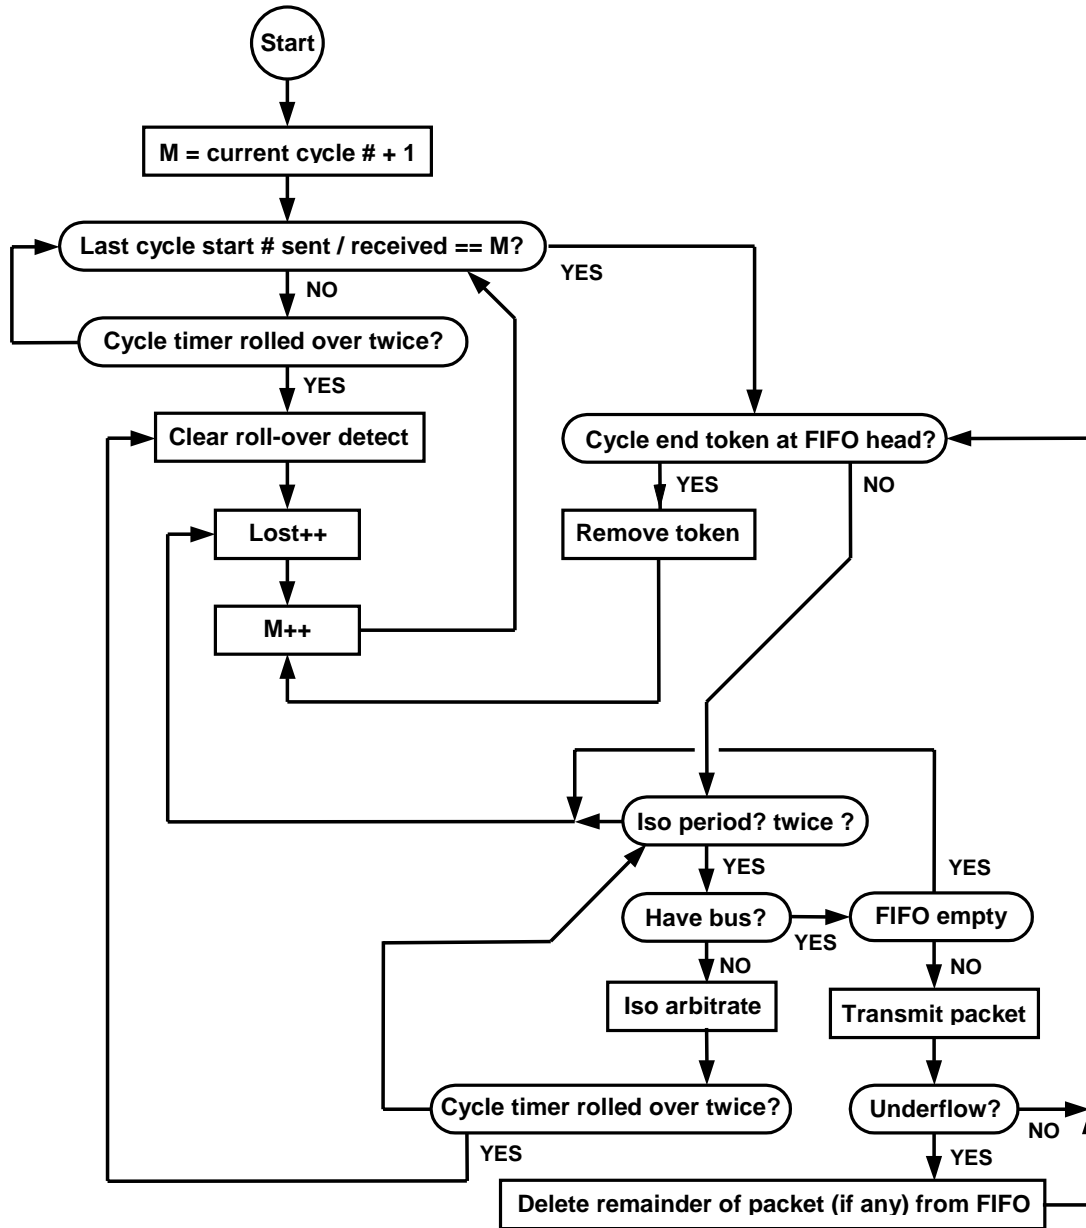 Start
M = current cycle # + 1
Last cycle start # sent / received == M?
YES
NO
Cycle timer rolled over twice?
YES
Clear roll-over detect
Cycle end token at FIFO head?
YES
NO
Lost++
Remove token
M++
Iso period? twice ?
YES
YES
Have bus?
YES
FIFO empty
NO
NO
Iso arbitrate
Transmit packet
Cycle timer rolled over twice?
Underflow?
NO
YES
YES
Delete remainder of packet (if any) from FIFO